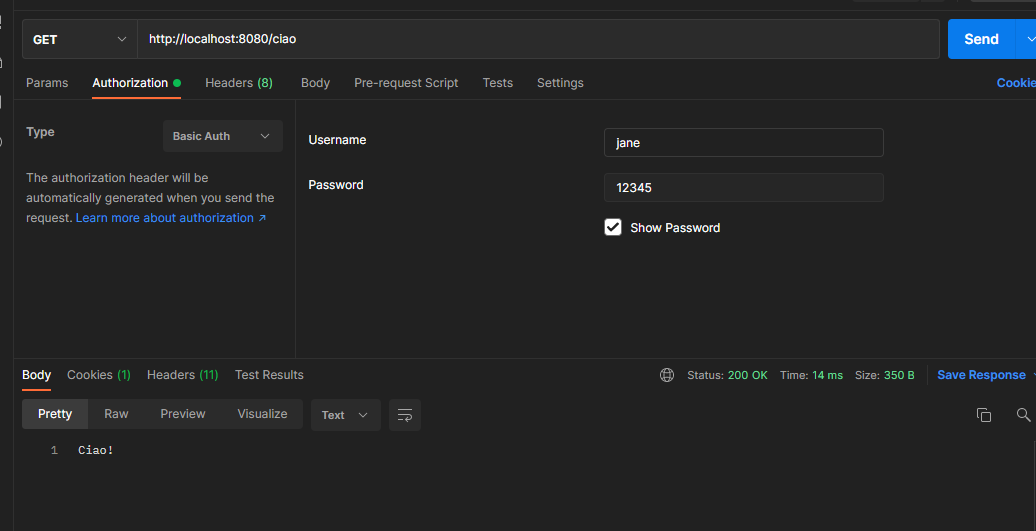 GET http://localhost:8080/ciao Send
Params Authorization Headers (8) Body Pre-request Script Tests Settings Cookie
Type Basic Auth
The authorization header will be
automatically generated when you send the
request. Learn more about authorization ↗
Username jane
Password 12345
Show Password
Body Cookies (1) Headers (11) Test Results Status: 200 OK Time: 14 ms Size: 350 B Save Response
Pretty Raw Preview Visualize Text
1 Ciao!